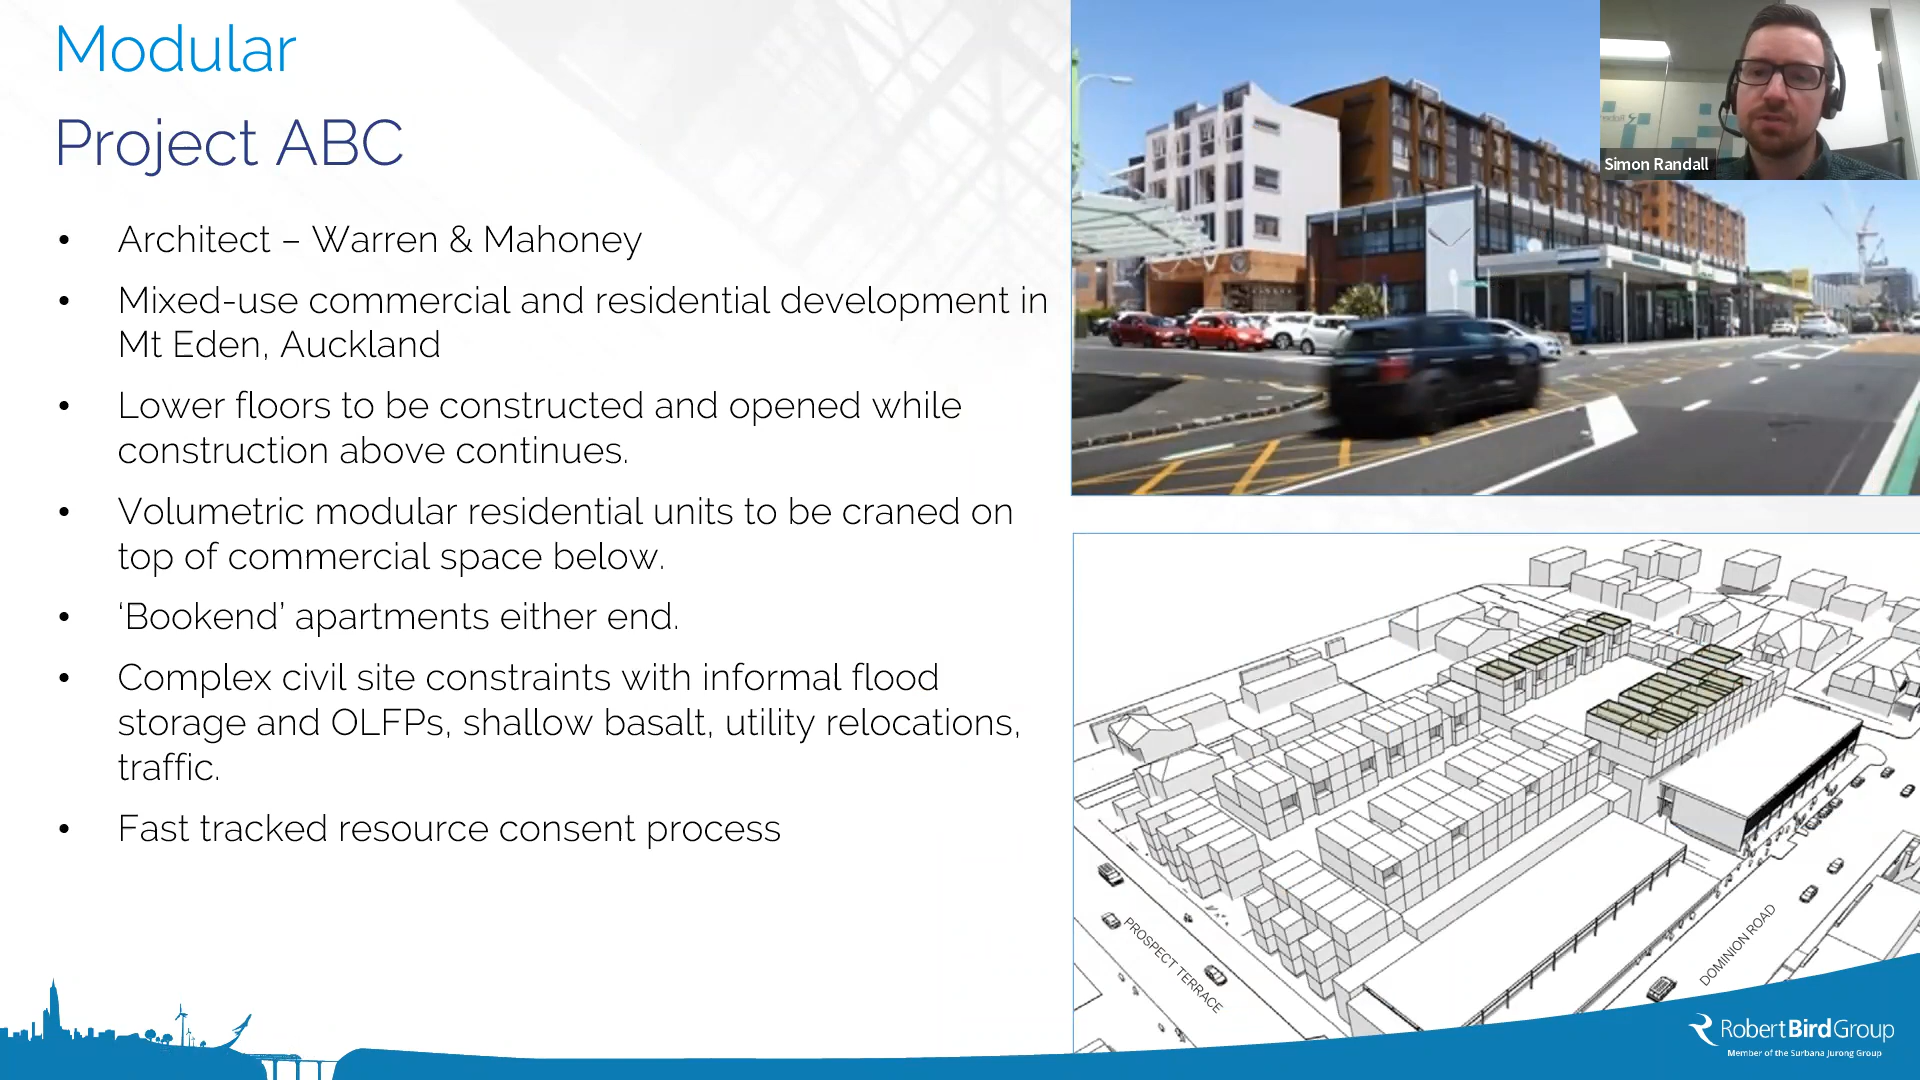 Modular
Project ABC
• Architect – Warren & Mahoney
• Mixed-use commercial and residential development in
Mt Eden, Auckland
• Lower floors to be constructed and opened while
construction above continues.
• Volumetric modular residential units to be craned on
top of commercial space below.
• ‘Bookend’ apartments either end.
• Complex civil site constraints with informal flood
storage and OLFPs, shallow basalt, utility relocations,
traffic.
• Fast tracked resource consent process
Simon Randall
PROSPECT TERRACE
DOMINION ROAD
RobertBirdGroup
Member of the Surbana Jurong Group